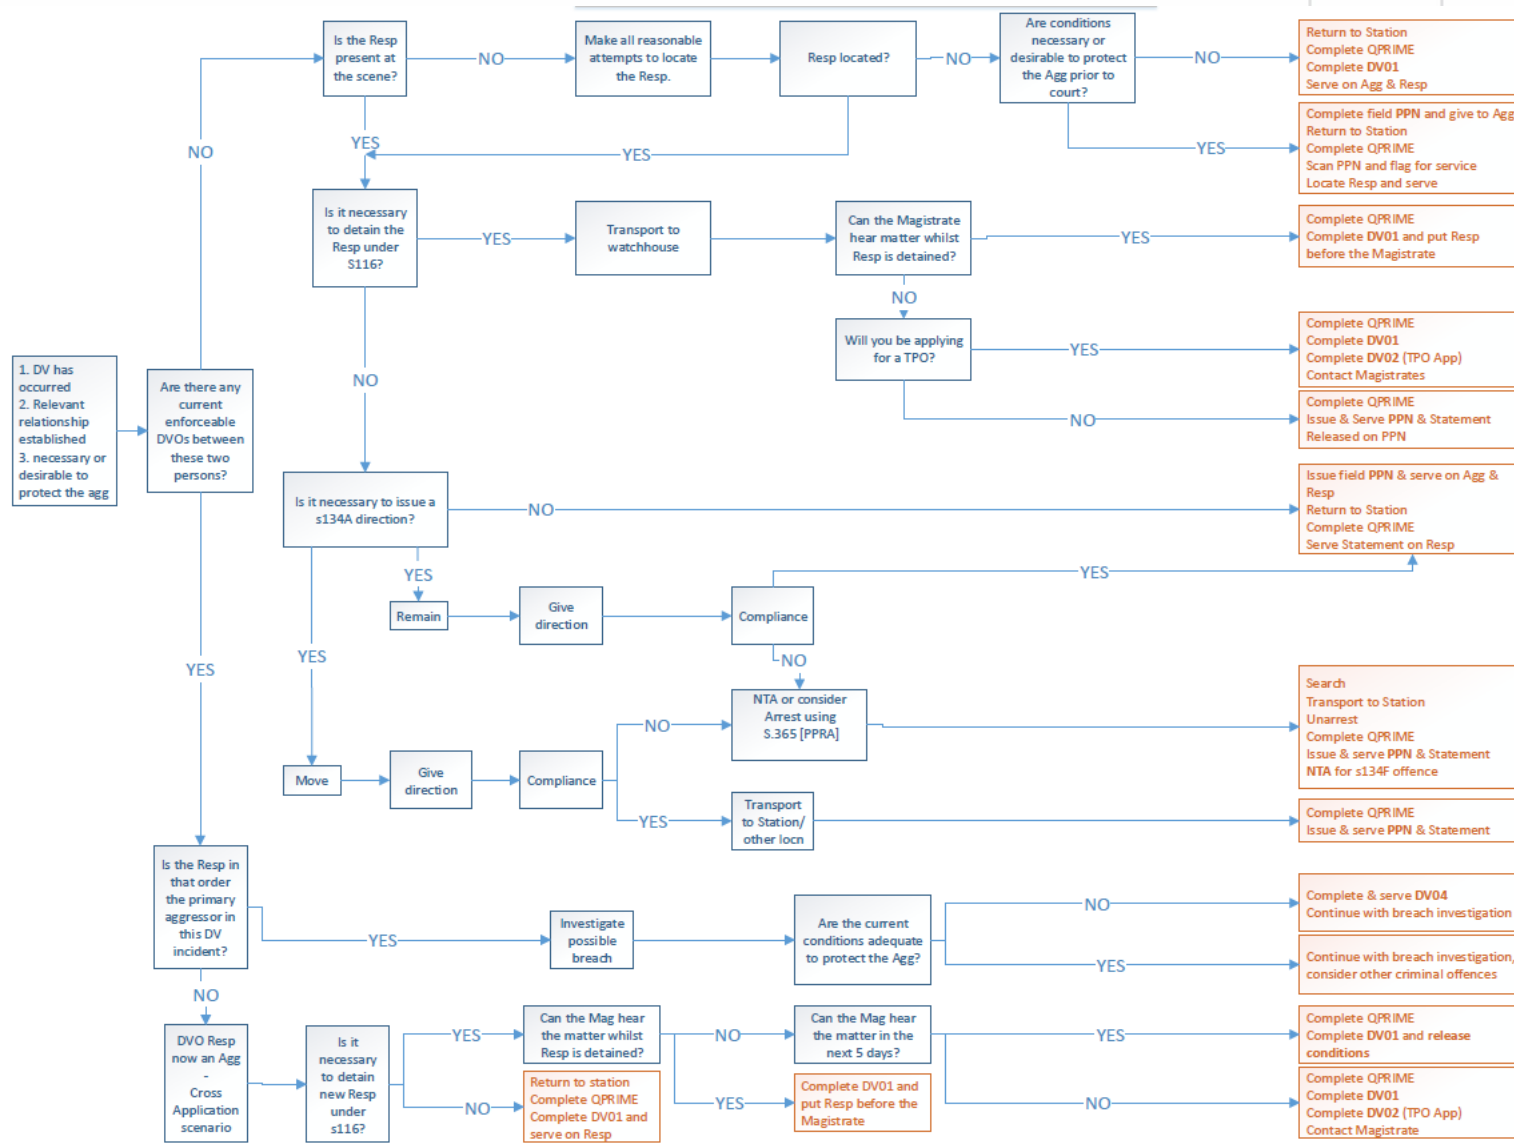 Is the Resp
present at
the scene?
NO
Make all reasonable
attempts to locate
the Resp.
Resp located?
NO
Are conditions
necessary or
desirable to protect
the Agg prior to
court?
NO
Return to Station
Complete QPRIME
Complete DV01
Serve on Agg & Resp
YES
Complete field PPN and give to Agg
Return to Station
Complete QPRIME
Scan PPN and flag for service
Locate Resp and serve
NO
YES
YES
Is it necessary
to detain the
Resp under
S116?
YES
Transport to
watchhouse
Can the Magistrate
hear matter whilst
Resp is detained?
YES
Complete QPRIME
Complete DV01 and put Resp
before the Magistrate
NO
Will you be applying
for a TPO?
YES
Complete QPRIME
Complete DV01
Complete DV02 (TPO App)
Contact Magistrates
NO
Complete QPRIME
Issue & Serve PPN & Statement
Released on PPN
NO
1. DV has
occurred
2. Relevant
relationship
established
3. necessary or
desirable to
protect the agg
Are there any
current
enforceable
DVOs between
these two
persons?
Is it necessary to issue a
s134A direction?
NO
Issue field PPN & serve on Agg &
Resp
Return to Station
Complete QPRIME
Serve Statement on Resp
YES
Remain
Give
direction
Compliance
YES
NO
YES
YES
Move
Give
direction
Compliance
NO
NTA or consider
Arrest using
S.365 [PPRA]
Search
Transport to Station
Unarrest
Complete QPRIME
Issue & serve PPN & Statement
NTA for s134F offence
YES
Transport
to Station/
other locn
Complete QPRIME
Issue & serve PPN & Statement
Is the Resp in
that order
the primary
aggressor in
this DV
incident?
YES
Investigate
possible
breach
Are the current
conditions adequate
to protect the Agg?
NO
Complete & serve DV04
Continue with breach investigation
YES
Continue with breach investigation,
consider other criminal offences
NO
DVO Resp
now an Agg
-
Cross
Application
scenario
Is it
necessary
to detain
new Resp
under
s116?
YES
Can the Mag hear
the matter whilst
Resp is detained?
NO
Can the Mag hear
the matter in the
next 5 days?
YES
Complete QPRIME
Complete DV01 and release
conditions
NO
Return to station
Complete QPRIME
Complete DV01 and
serve on Resp
YES
Complete DV01 and
put Resp before the
Magistrate
NO
Complete QPRIME
Complete DV01
Complete DV02 (TPO App)
Contact Magistrate